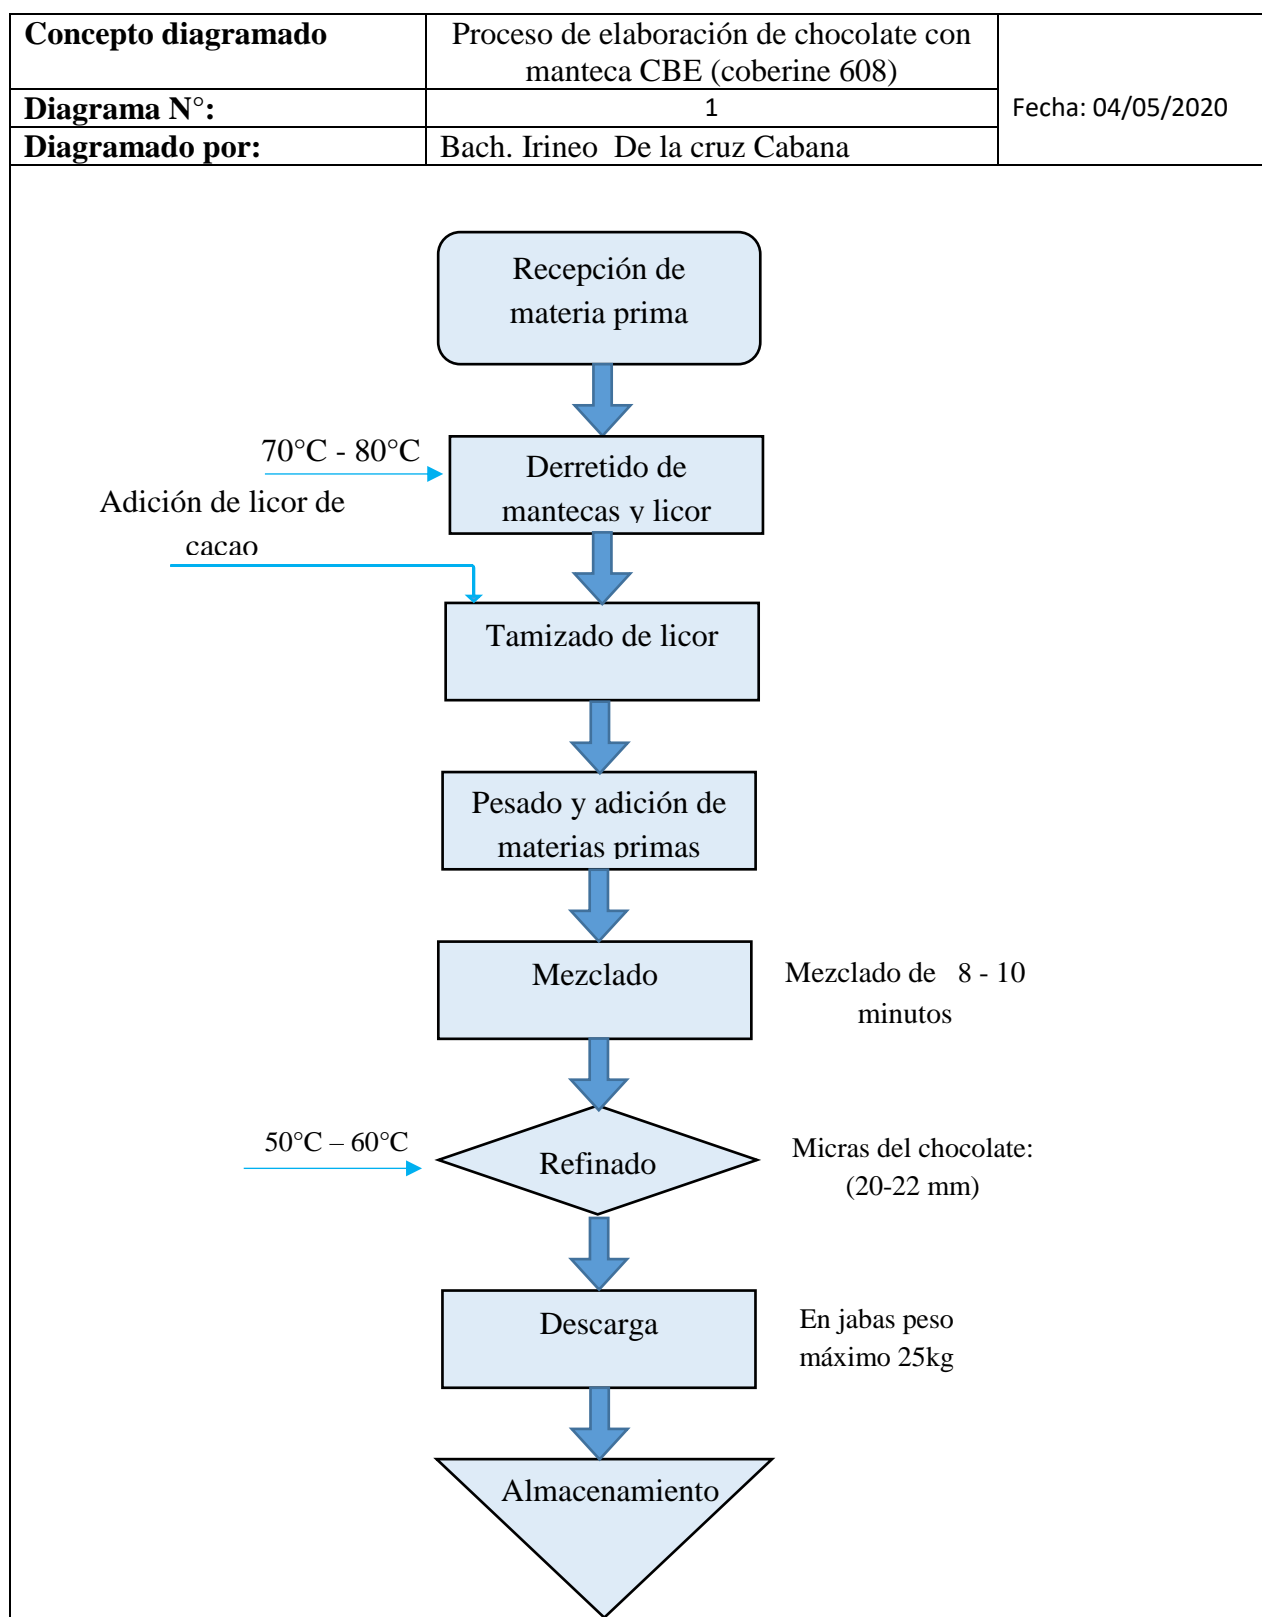 Concepto diagramado
Proceso de elaboración de chocolate con
manteca CBE (coberine 608)
Fecha: 04/05/2020
Diagrama N°:
1
Diagramado por:
Bach. Irineo De la cruz Cabana
Recepción de
materia prima
70°C - 80°C
Derretido de
mantecas y licor
Adición de licor de
cacao
Tamizado de licor
Pesado y adición de
materias primas
Mezclado
Mezclado de 8 - 10
minutos
50°C – 60°C
Refinado
Micras del chocolate:
(20-22 mm)
Descarga
En jabas peso
máximo 25kg
Almacenamiento